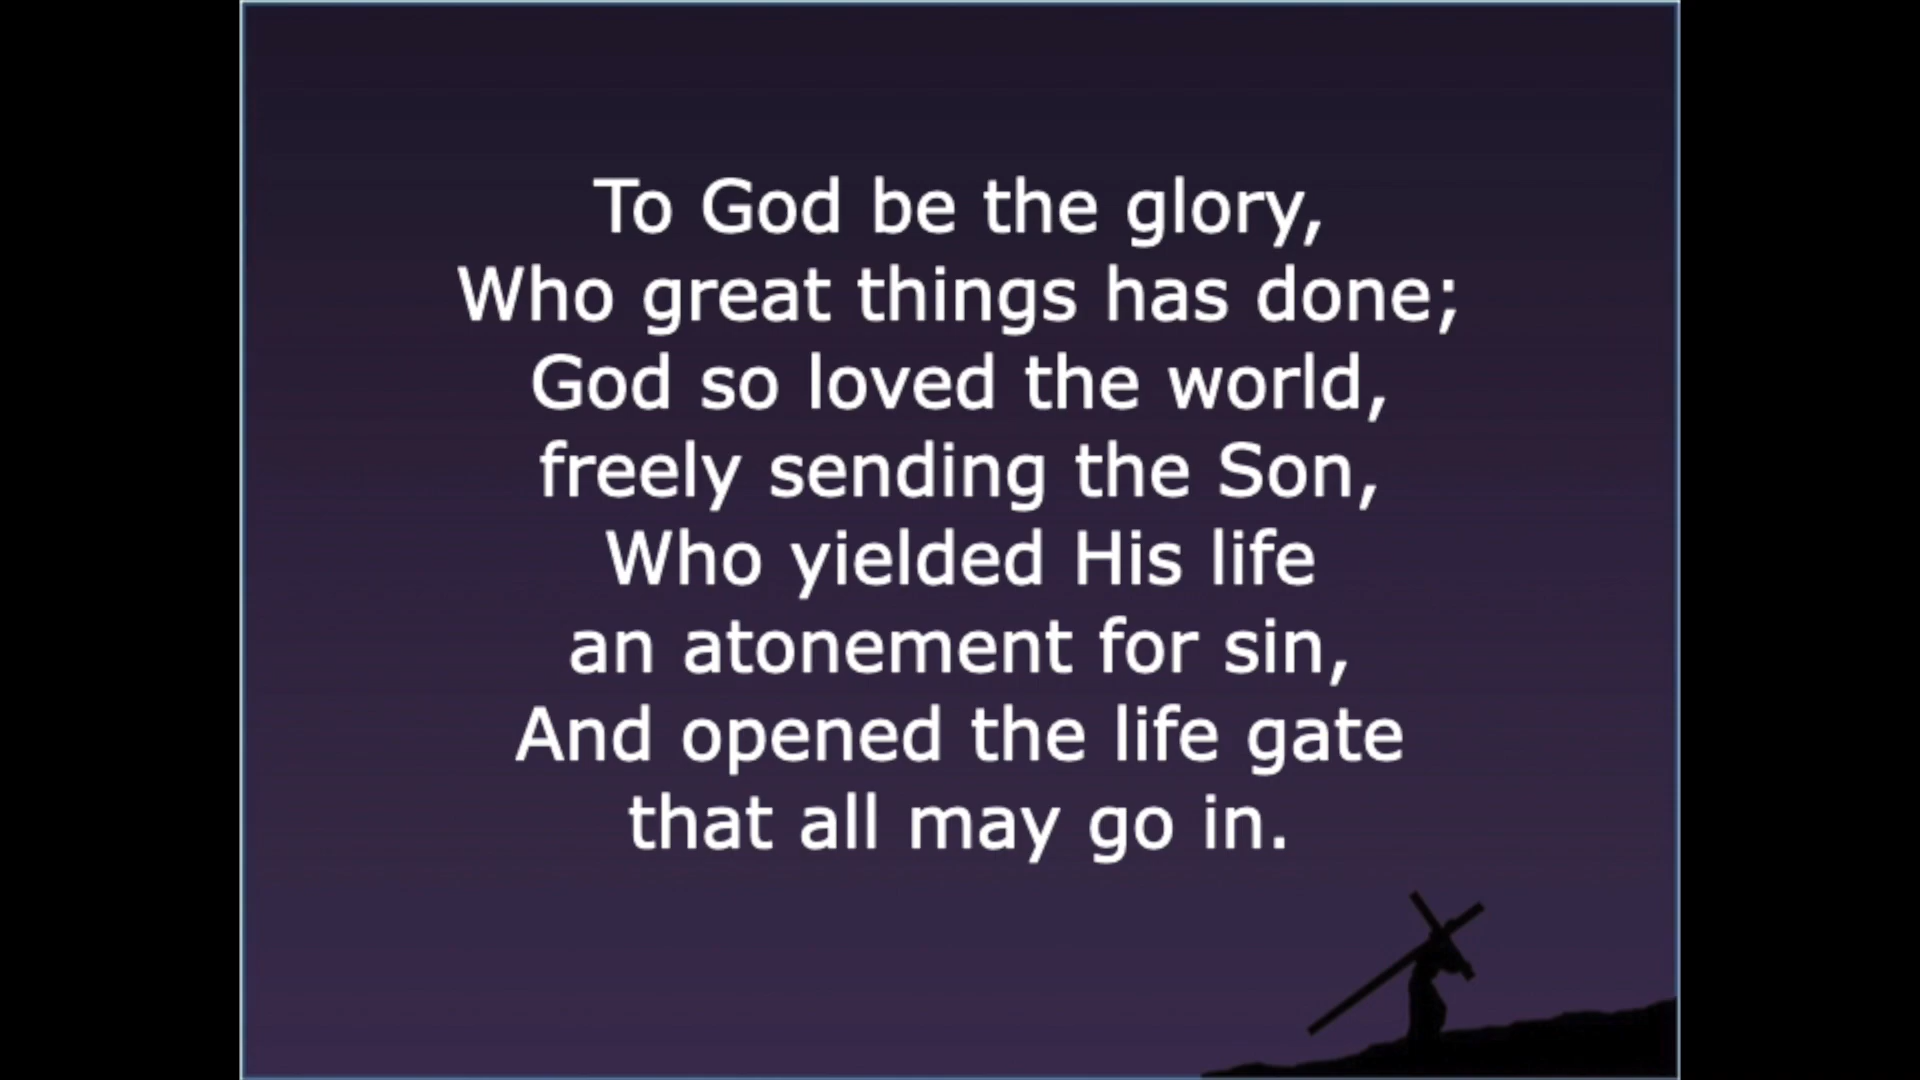 To God be the glory,
Who great things has done;
God so loved the world,
freely sending the Son,
Who yielded His life
an atonement for sin,
And opened the life gate
that all may go in.